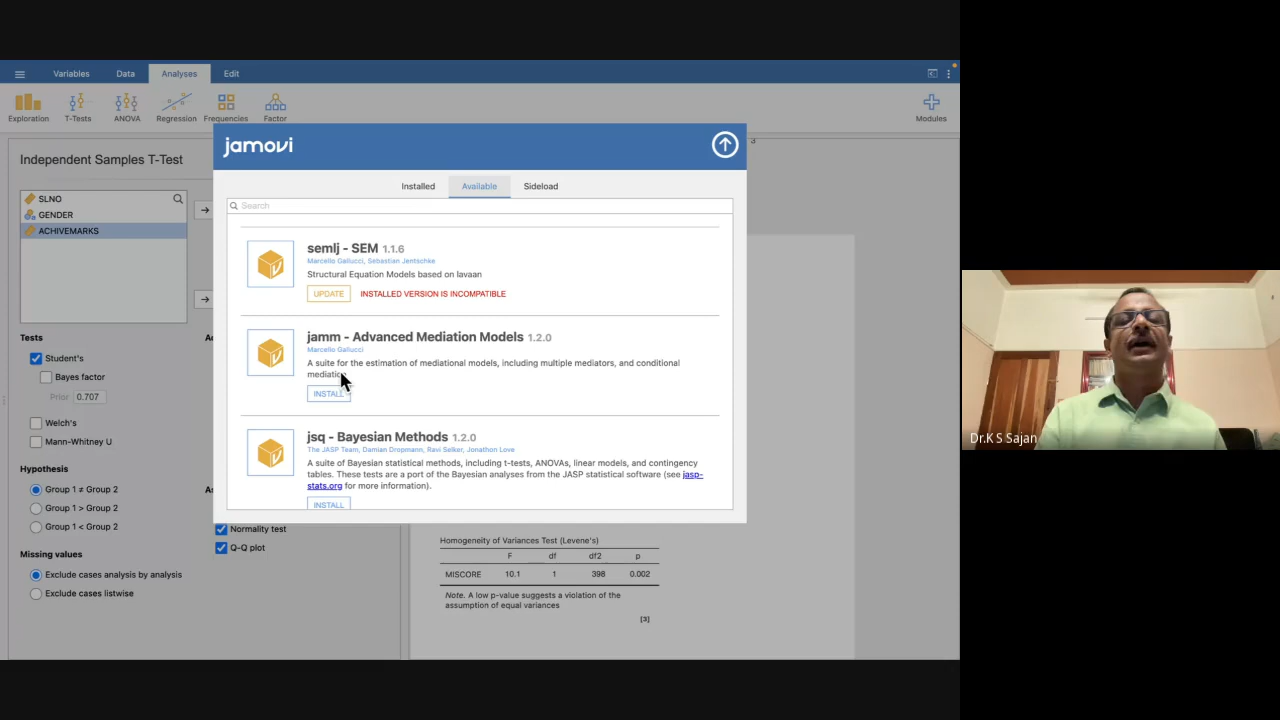 Variables
Data
Analyses
Edit
Exploration
T-Tests
ANOVA
Regression
Frequencies
Factor
Modules
Independent Samples T-Test
SLNO
GENDER
ACHIVEMARKS
Tests
Student's
Bayes factor
Prior 0.707
Welch's
Mann-Whitney U
Hypothesis
Group 1 ≠ Group 2
Group 1 > Group 2
Group 1 < Group 2
Missing values
Exclude cases analysis by analysis
Exclude cases listwise
Normality test
Q-Q plot
3
jamovi
Installed
Available
Sideload
Search
semlj - SEM 1.1.6
Marcello Gallucci, Sebastian Jentschke
Structural Equation Models based on lavaan
UPDATE INSTALLED VERSION IS INCOMPATIBLE
jamm - Advanced Mediation Models 1.2.0
Marcello Gallucci
A suite for the estimation of mediational models, including multiple mediators, and conditional
INSTALL
jsq - Bayesian Methods 1.2.0
The JASP Team, Damian Dropmann, Ravi Selker, Jonathon Love
A suite of Bayesian statistical methods, including t-tests, ANOVAs, linear models, and contingency
tables. These tests are a part of the Bayesian analyses from the JASP statistical software (see jasp-
stats.org for more information).
INSTALL
Homogeneity of Variances Test (Levene's)
F df df2 p
MISCORE 10.1 1 398 0.002
Note. A low p-value suggests a violation of the
assumption of equal variances
[3]
Dr.K S Sajan